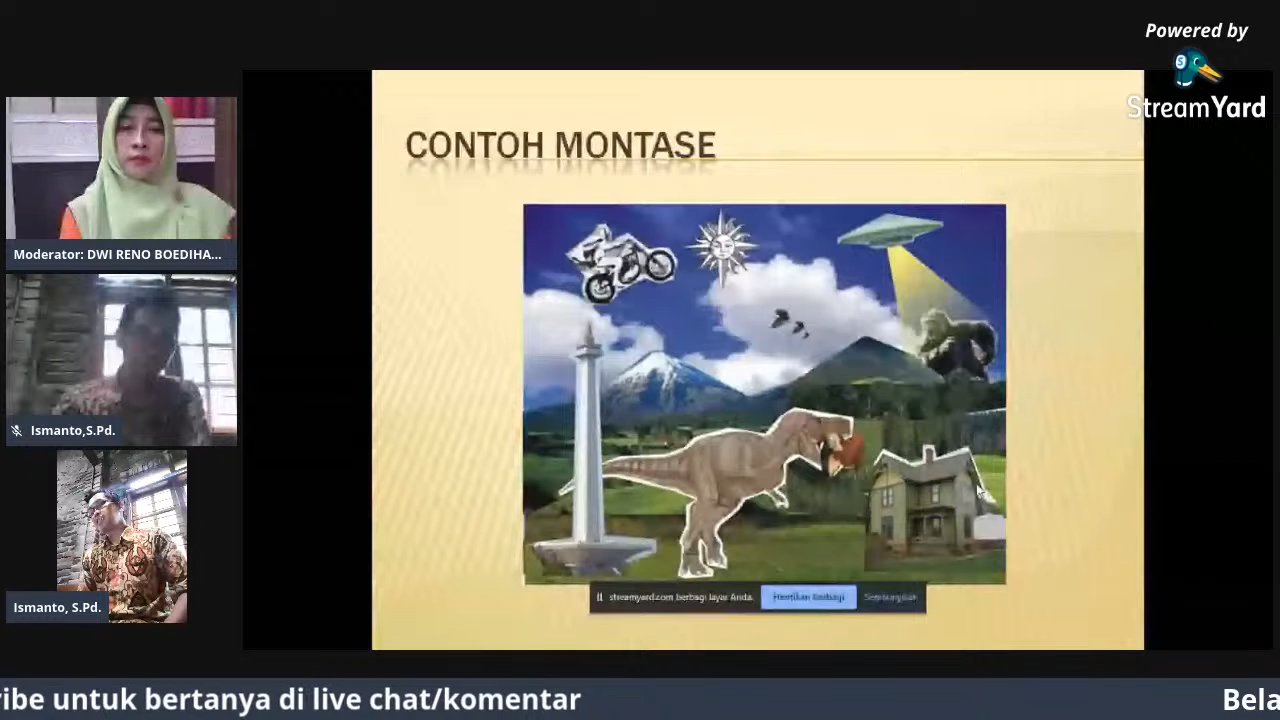 Powered by
StreamYard
CONTOH MONTASE
Moderator: DWI RENO BOEDIHA...
Ismanto,S.Pd.
Ismanto, S.Pd.
streamyard.com berbagi layar Anda.
Hentikan berbagi
Sembunyikan
ribe untuk bertanya di live chat/komentar
Bela